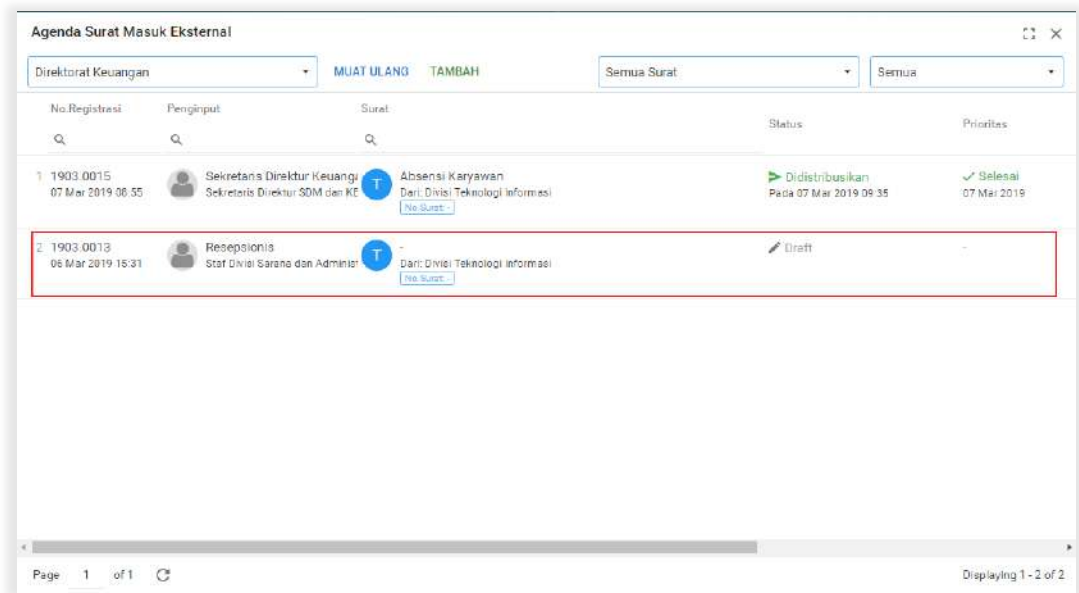 Agenda Surat Masuk Eksternal
Direktorat Keuangan MUAT ULANG TAMBAH Semua Surat Semua
No.Registrasi Penginput Surat Status Prioritas
1 1903.0015 Sekretaris Direktur Keuanga T Absensi Karyawan Didistribusikan Selesai
07 Mar 2019 08:55 Sekretaris Direktur SDM dan KE Dari: Divisi Teknologi Informasi Pada 07 Mar 2019 09:35 07 Mar 2019
No.Surat: -
2 1903.0013 Resepsionis T - Draft -
06 Mar 2019 15:31 Staf Divisi Sarana dan Administ Dari: Divisi Teknologi Informasi
No.Surat: -
Page 1 of 1 Displaying 1 - 2 of 2